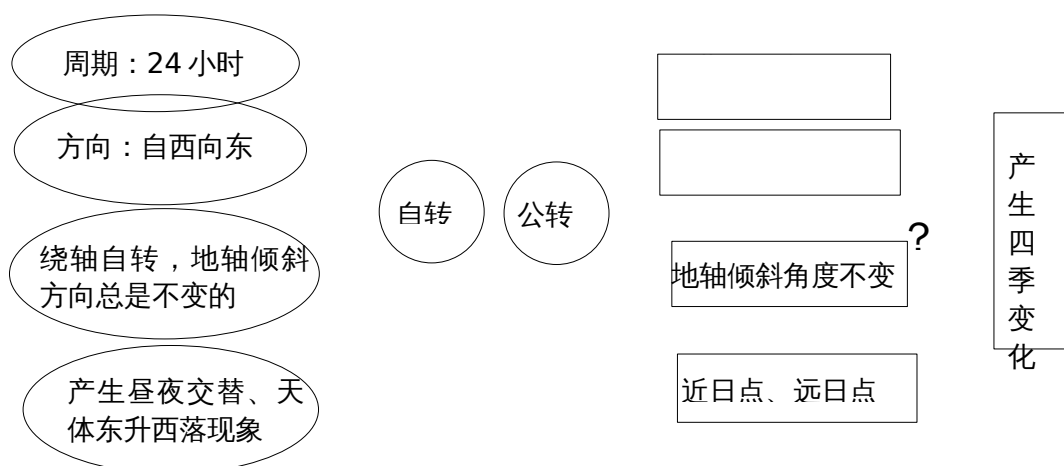 周期：24 小时
方向：自西向东
绕轴自转，地轴倾斜
方向总是不变的
产生昼夜交替、天
体东升西落现象
自转
公转
?
地轴倾斜角度不变
近日点、远日点
产
生
四
季
变
化